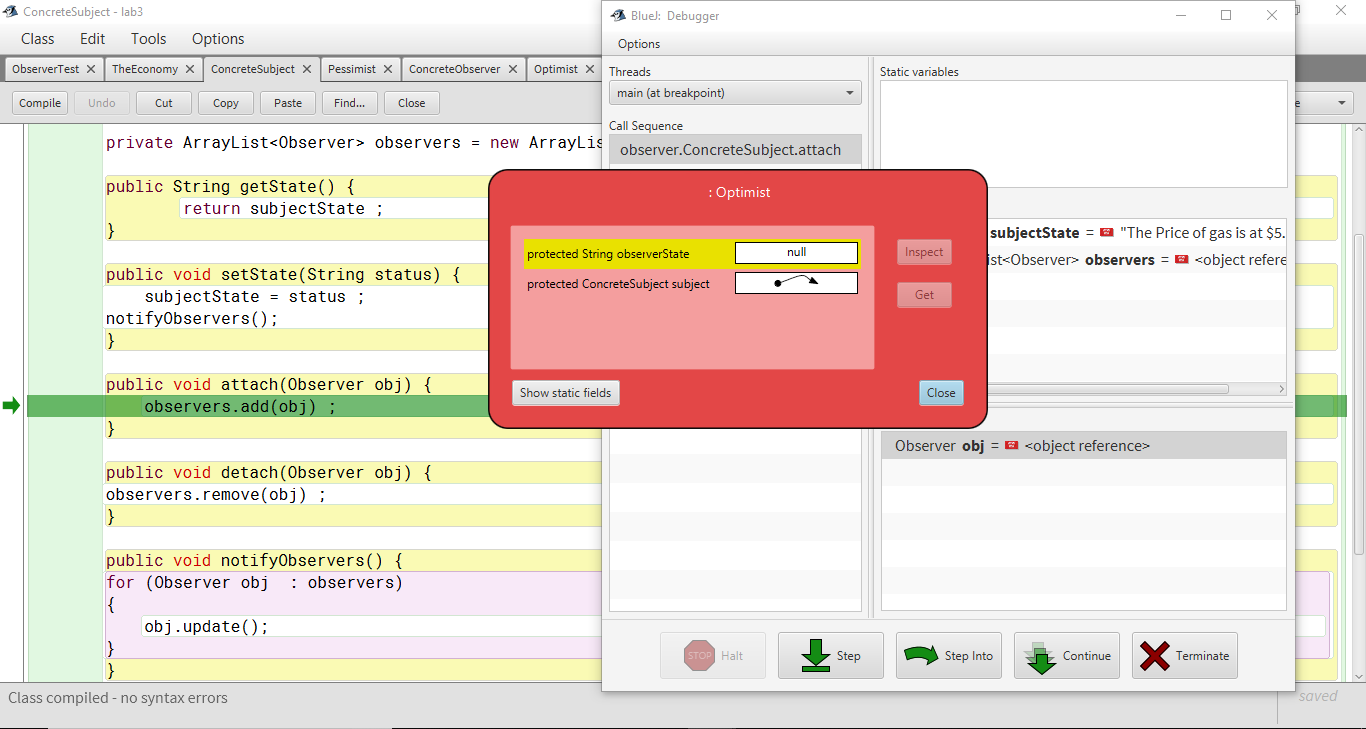 ConcreteSubject - lab3
Class Edit Tools Options
ObserverTest TheEconomy ConcreteSubject Pessimist ConcreteObserver Optimist
Compile Undo Cut Copy Paste Find... Close
private ArrayList<Observer> observers = new
public String getState() {
return subjectState ;
}
public void setState(String status) {
subjectState = status ;
notifyObservers();
}
public void attach(Observer obj) {
observers.add(obj) ;
}
public void detach(Observer obj) {
observers.remove(obj) ;
}
public void notifyObservers() {
for (Observer obj  : observers)
{
obj.update();
}
}
Class compiled - no syntax errors
saved
BlueJ: Debugger
Options
Threads
main (at breakpoint)
Call Sequence
observer.ConcreteSubject.attach
Static variables
subjectState = "The Price of gas is at $5.
<Observer> observers = <object
Observer obj = <object reference>
STOP Halt Step Step Into Continue Terminate
: Optimist
protected String observerState null
protected ConcreteSubject subject
Inspect
Get
Show static fields Close